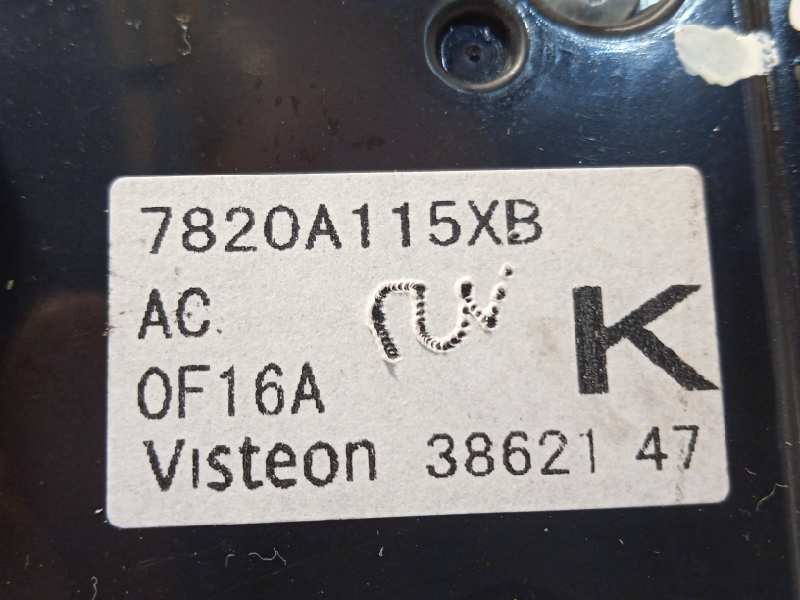 7820A115XB
AC
0F16A
K
Visteon 38621 47